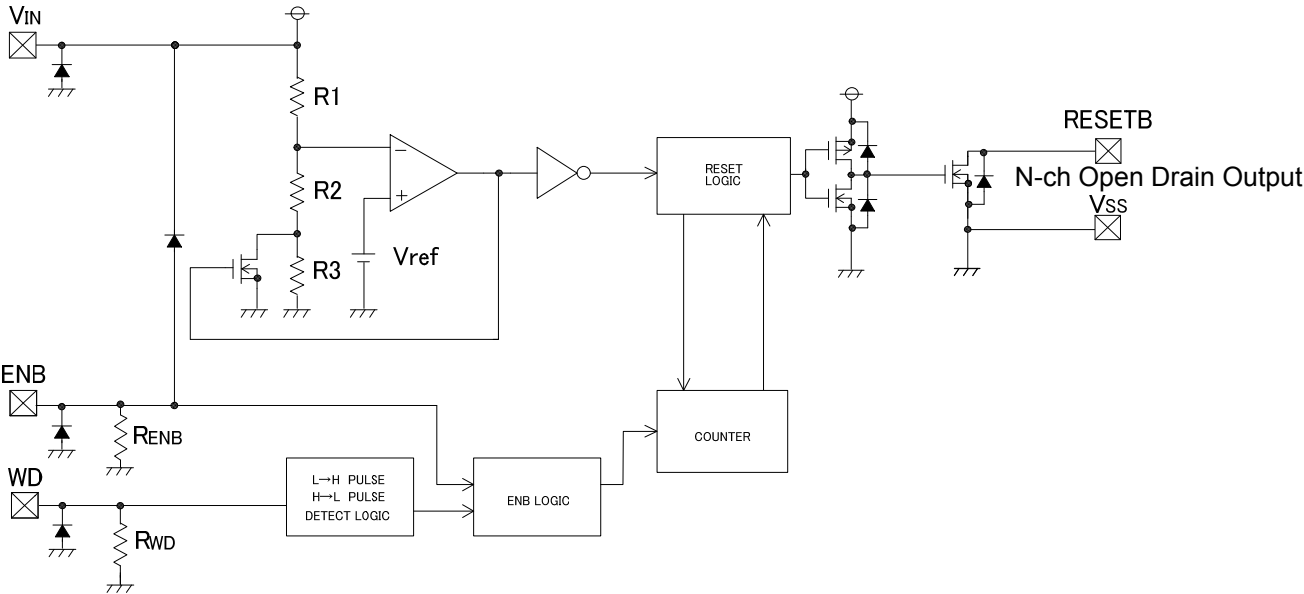 VIN
R1
R2
R3
Vref
RESET
LOGIC
RESETB
N-ch Open Drain Output
VSS
ENB
RENB
COUNTER
WD
RWD
L→H PULSE
H→L PULSE
DETECT LOGIC
ENB LOGIC